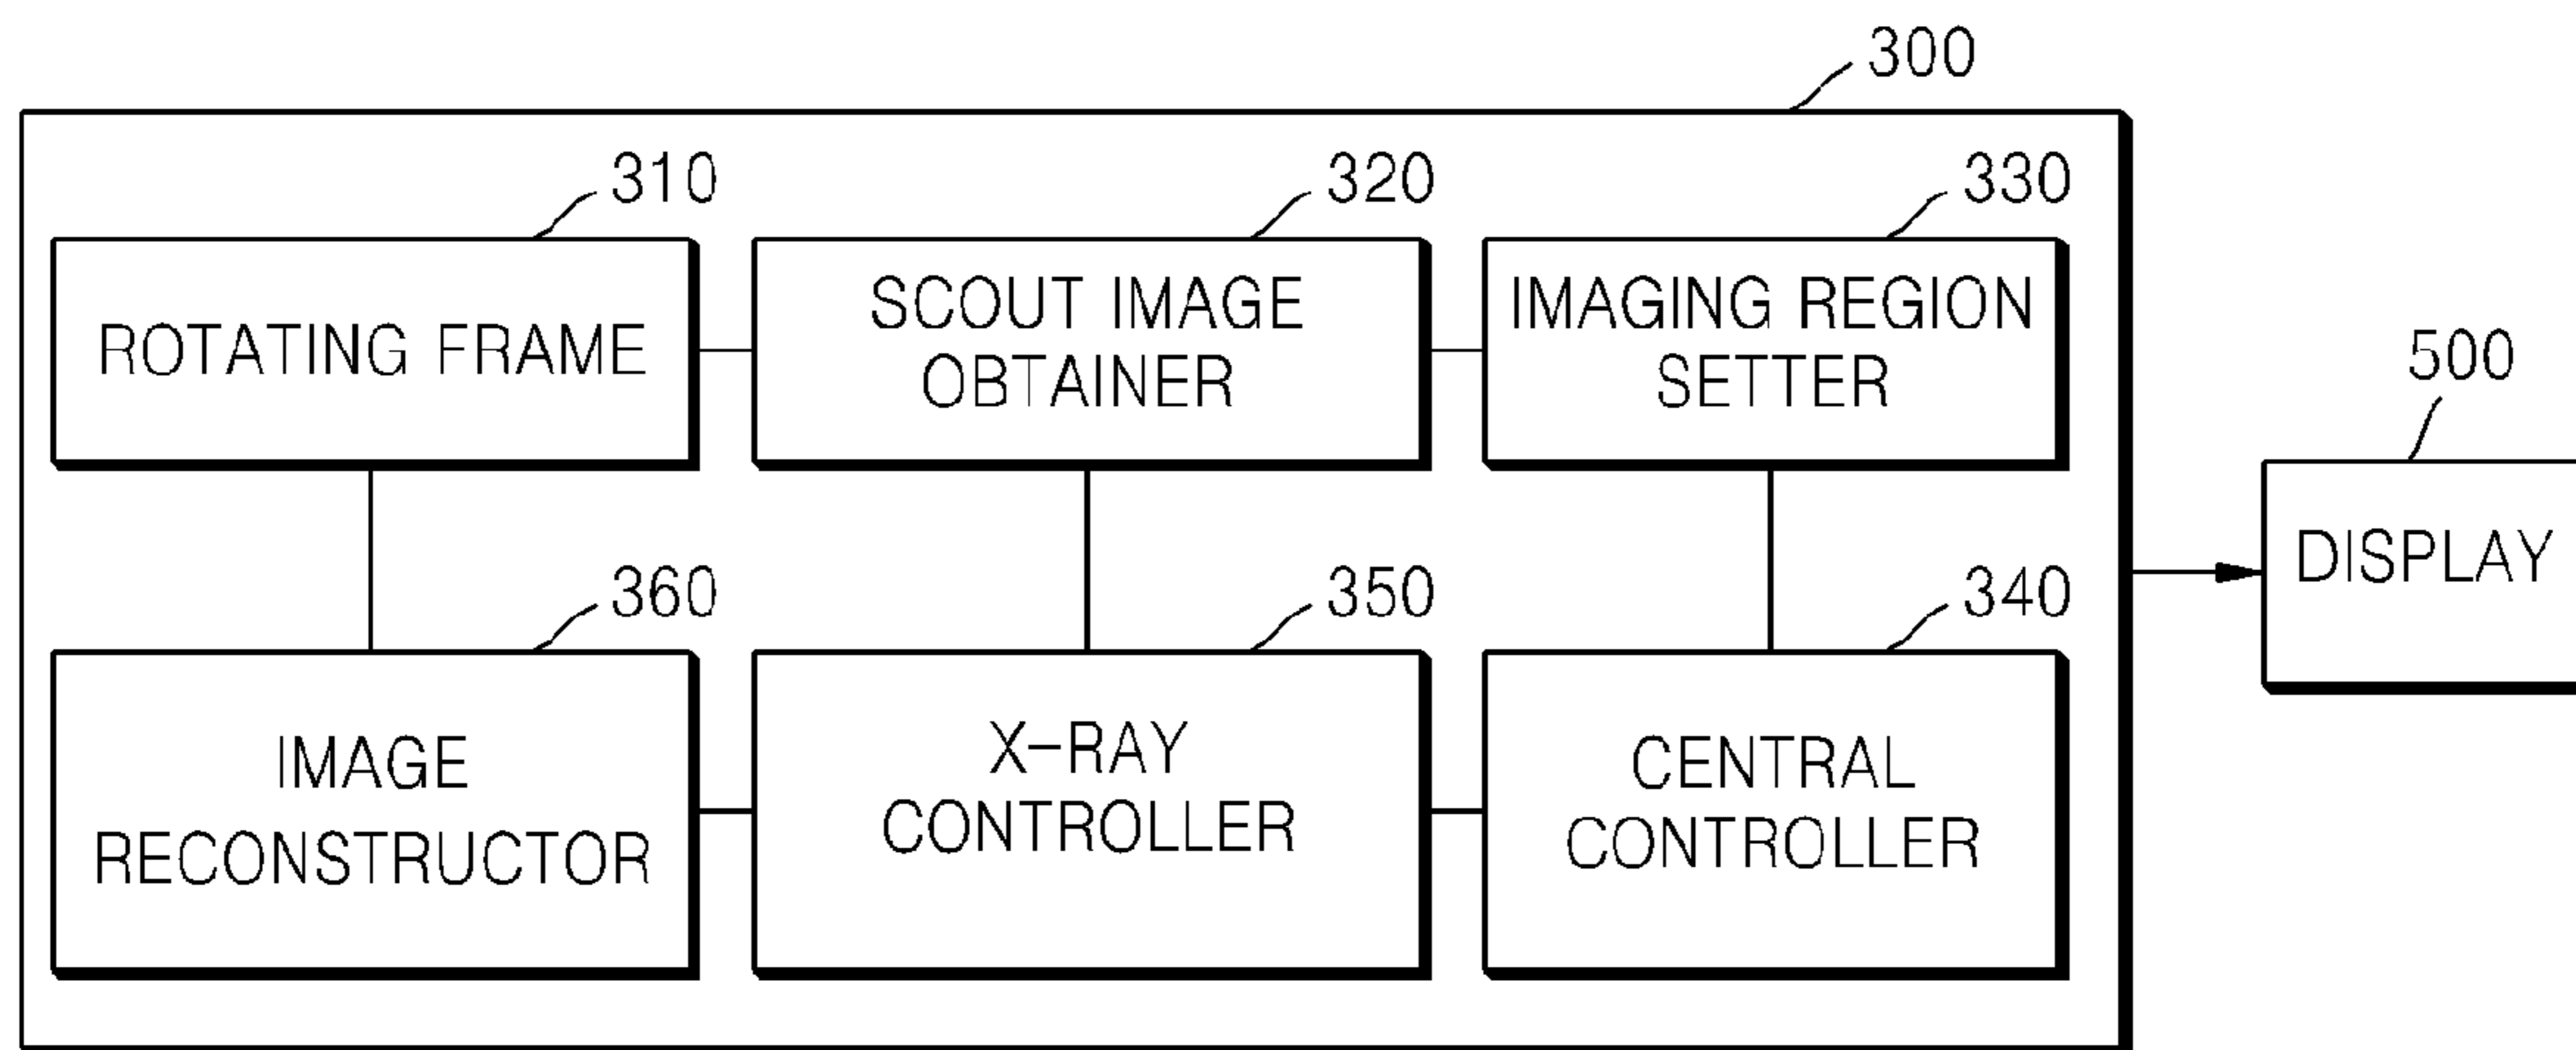 300
310
320
330
ROTATING FRAME
SCOUT IMAGE
OBTAINER
IMAGING REGION
SETTER
500
DISPLAY
360
350
340
IMAGE
RECONSTRUCTOR
X-RAY
CONTROLLER
CENTRAL
CONTROLLER